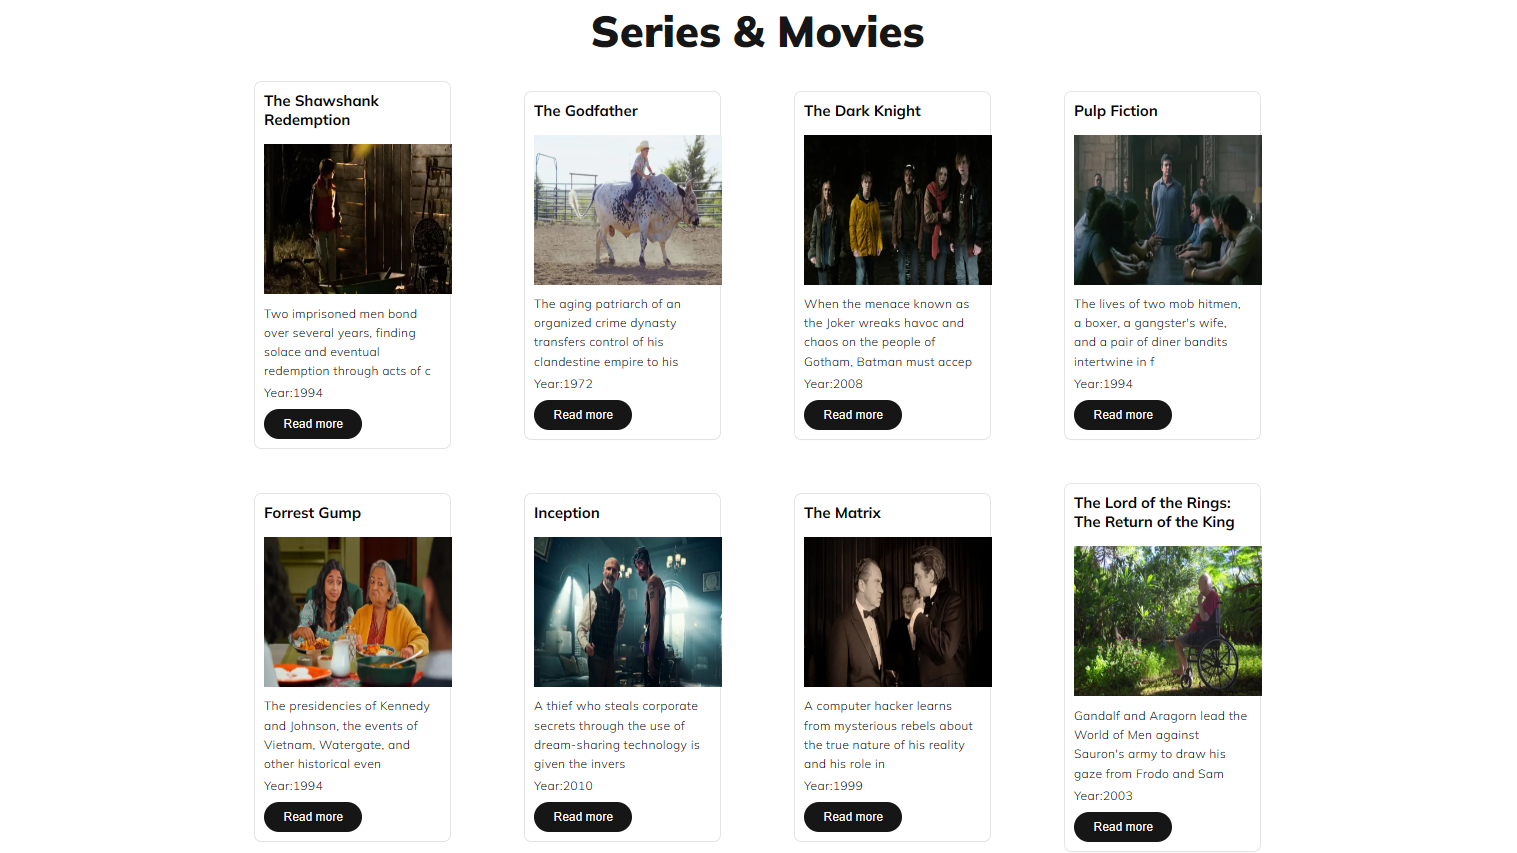 Series & Movies
The Shawshank
Redemption
Two imprisoned men bond
over several years, finding
solace and eventual
redemption through acts of c
Year:1994
Read more
The Godfather
The aging patriarch of an
organized crime dynasty
transfers control of his
clandestine empire to his
Year:1972
Read more
The Dark Knight
When the menace known as
the Joker wreaks havoc and
chaos on the people of
Gotham, Batman must accep
Year:2008
Read more
Pulp Fiction
The lives of two mob hitmen,
a boxer, a gangster's wife,
and a pair of diner bandits
intertwine in f
Year:1994
Read more
Forrest Gump
The presidencies of Kennedy
and Johnson, the events of
Vietnam, Watergate, and
other historical even
Year:1994
Read more
Inception
A thief who steals corporate
secrets through the use of
dream-sharing technology is
given the invers
Year:2010
Read more
The Matrix
A computer hacker learns
from mysterious rebels about
the true nature of his reality
and his role in
Year:1999
Read more
The Lord of the Rings:
The Return of the King
Gandalf and Aragorn lead the
World of Men against
Sauron's army to draw his
gaze from Frodo and Sam
Year:2003
Read more